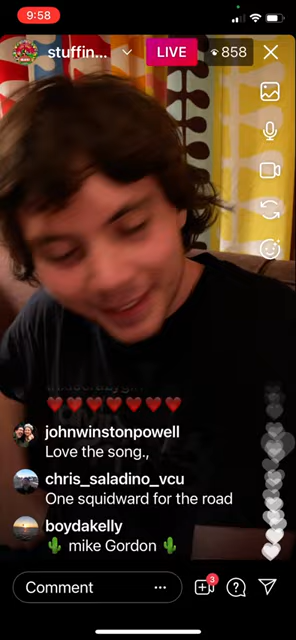 9:58
stuffin...
LIVE
858
johnwinstonpowell
Love the song.,
chris_saladino_vcu
One squidward for the road
boydakelly
🌵 mike Gordon 🌵
Comment
3